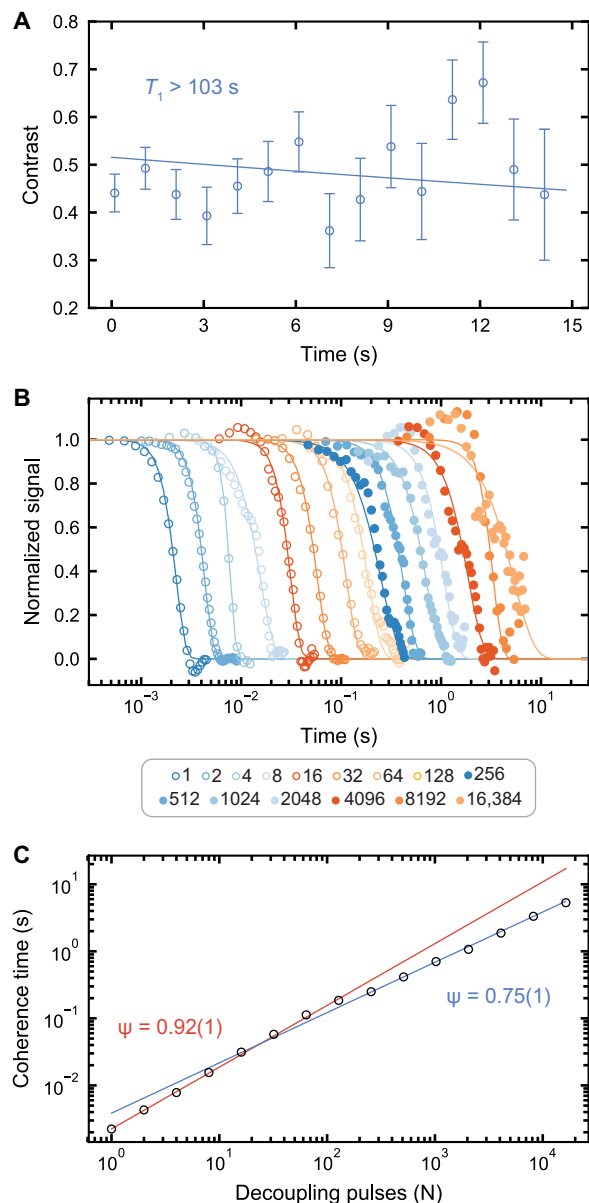 A
0.8
0.7
0.6
0.5
0.4
0.3
0.2
Contrast
T₁ > 103 s
0 3 6 9 12 15
Time (s)
B
1.0
0.8
0.6
0.4
0.2
0.0
Normalized signal
10⁻³ 10⁻² 10⁻¹ 10⁰ 10¹
Time (s)
1 2 4 8 16 32 64 128 256
512 1024 2048 4096 8192 16,384
C
10¹
10⁰
10⁻¹
10⁻²
Coherence time (s)
ψ = 0.92(1)
ψ = 0.75(1)
10⁰ 10¹ 10² 10³ 10⁴
Decoupling pulses (N)